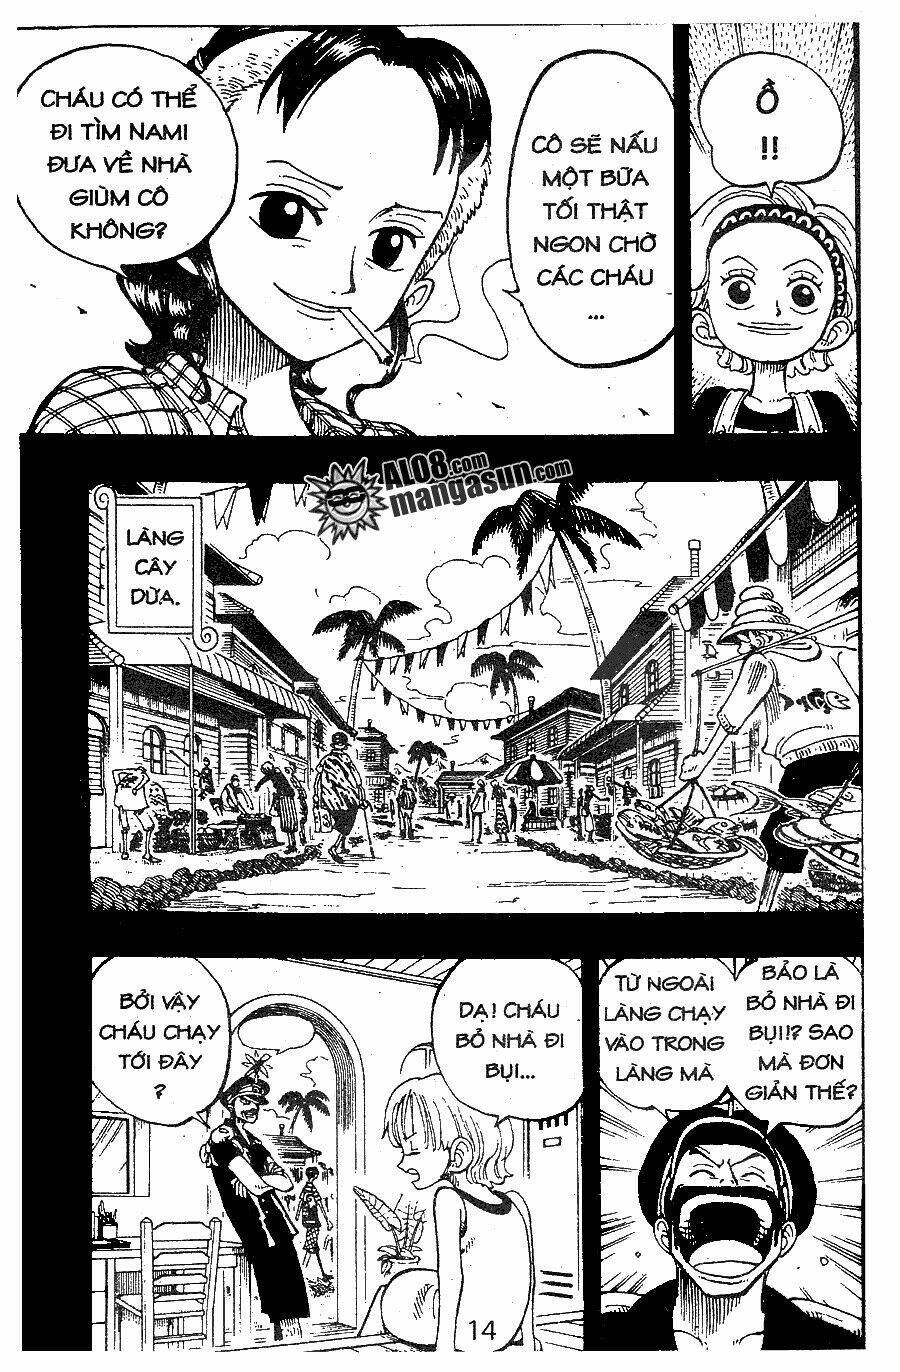 CHÁU CÓ THỂ
ĐI TÌM NAMI
ĐƯA VỀ NHÀ
GIÙM CÔ
KHÔNG?
CÔ SẼ NẤU
MỘT BỮA
TỐI THẬT
NGON CHỜ
CÁC CHÁU
...
Ồ
!!
AL08.com
mangasun.com
LÀNG
CÂY
DỪA.
BỞI VẬY
CHÁU CHẠY
TỚI ĐÂY
?
DẠ! CHÁU
BỎ NHÀ ĐI
BỤI...
TỪ NGOÀI
LÀNG CHẠY
VÀO TRONG
LÀNG MÀ
BẢO LÀ
BỎ NHÀ ĐI
BỤI!? SAO
MÀ ĐƠN
GIẢN THẾ?
14